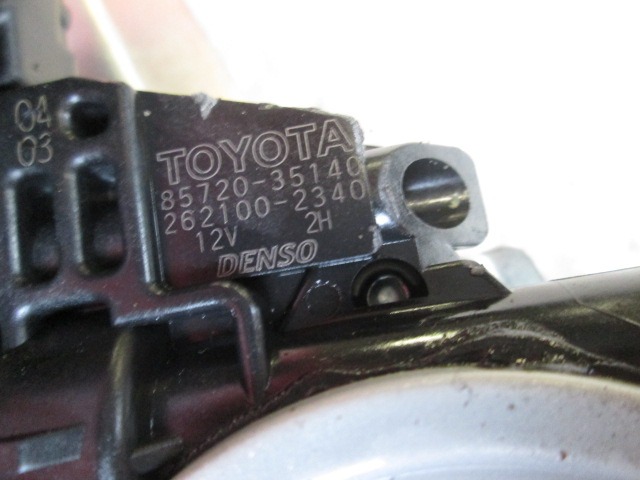 04
03
TOYOTA
85720-35140
262100-2340
12V 2H
DENSO